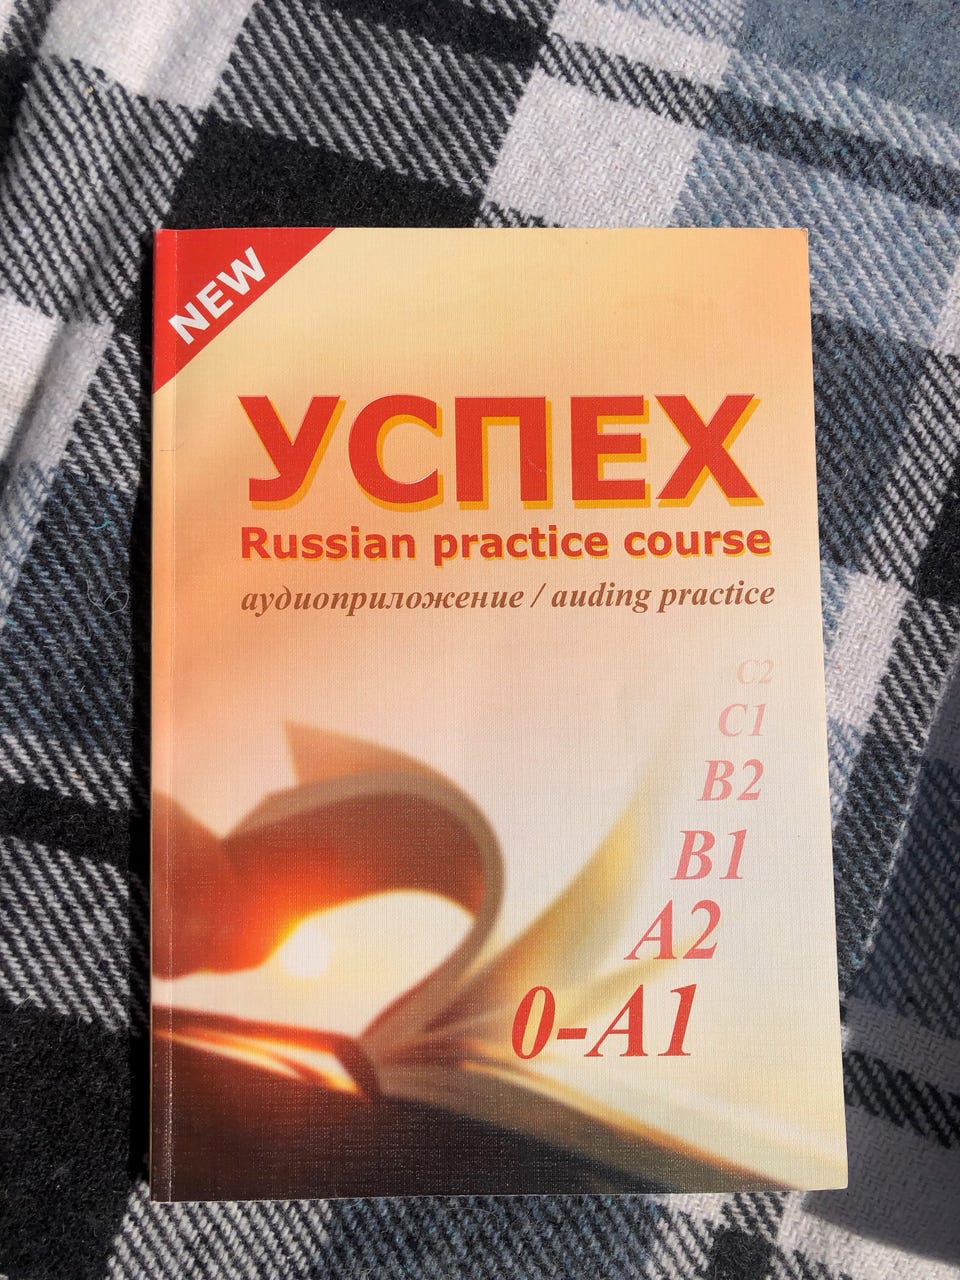 NEW
УСПЕХ
Russian practice course
аудиоприложение / auding practice
C2
C1
B2
B1
A2
0-A1